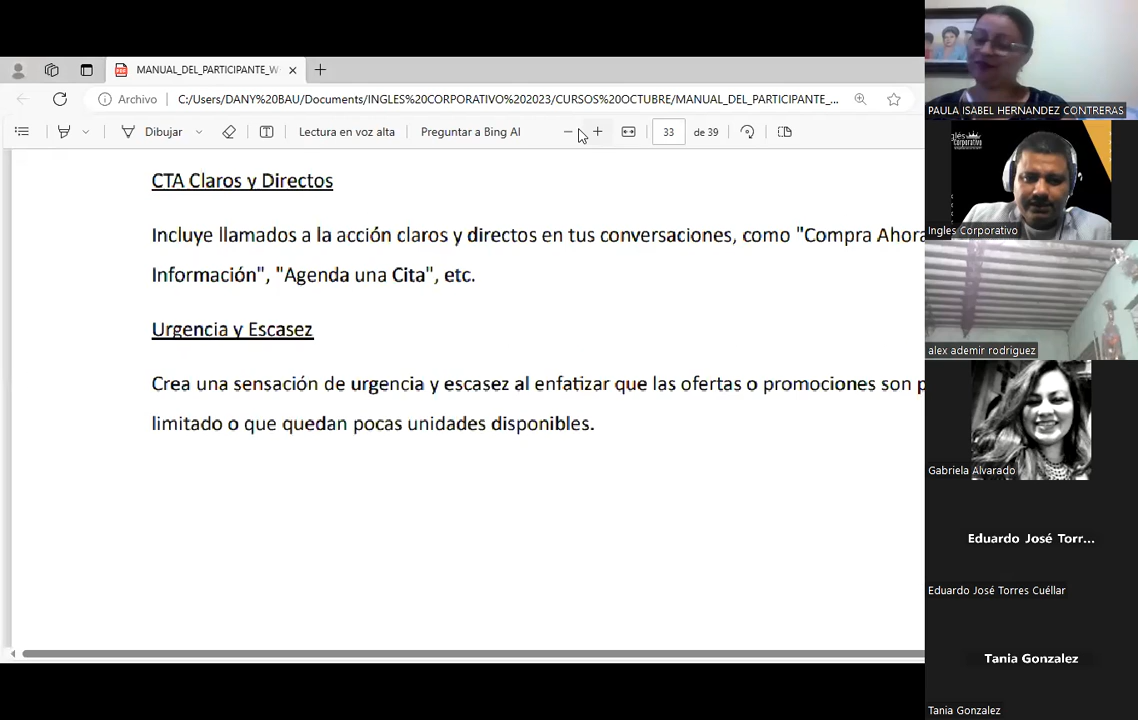 MANUAL_DEL_PARTICIPANTE_W
Archivo
C:/Users/DANY%20BAU/Documents/INGLES%20CORPORATIVO%202023/CURSOS%20OCTUBRE/MANUAL_DEL_PARTICIPANTE_...
Dibujar
Lectura en voz alta
Preguntar a Bing AI
33
de 39
CTA Claros y Directos
Incluye llamados a la acción claros y directos en tus conversaciones, como "Compra Ahora
Información", "Agenda una Cita", etc.
Urgencia y Escasez
Crea una sensación de urgencia y escasez al enfatizar que las ofertas o promociones son
limitado o que quedan pocas unidades disponibles.
PAULA ISABEL HERNANDEZ CONTRERAS
Inglés
Corporativo
Ingles Corporativo
alex ademir rodriguez
Gabriela Alvarado
Eduardo José Torr...
Eduardo José Torres Cuéllar
Tania Gonzalez
Tania Gonzalez